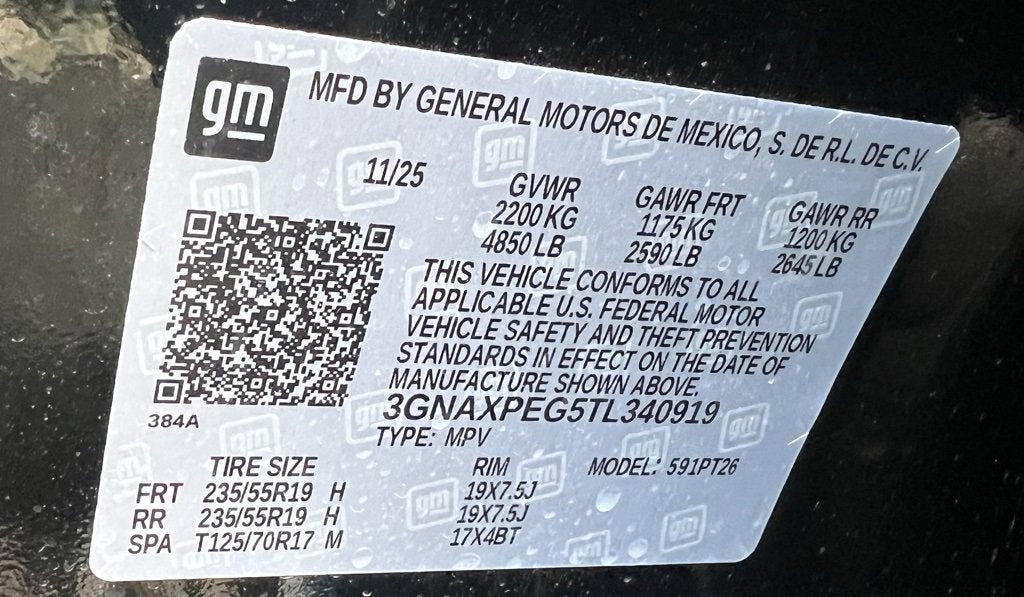 gm
MFD BY GENERAL MOTORS DE MEXICO, S. DE R.L. DE C.V.
11/25 GVWR GAWR FRT GAWR RR
2200 KG 1175 KG 1200 KG
4850 LB 2590 LB 2645 LB
THIS VEHICLE CONFORMS TO ALL
APPLICABLE U.S. FEDERAL MOTOR
VEHICLE SAFETY AND THEFT PREVENTION
STANDARDS IN EFFECT ON THE DATE OF
MANUFACTURE SHOWN ABOVE.
3GNAXPEG5TL340919
384A
TYPE: MPV
TIRE SIZE RIM MODEL: 591PT26
FRT 235/55R19 H 19X7.5J
RR 235/55R19 H 19X7.5J
SPA T125/70R17 M 17X4BT